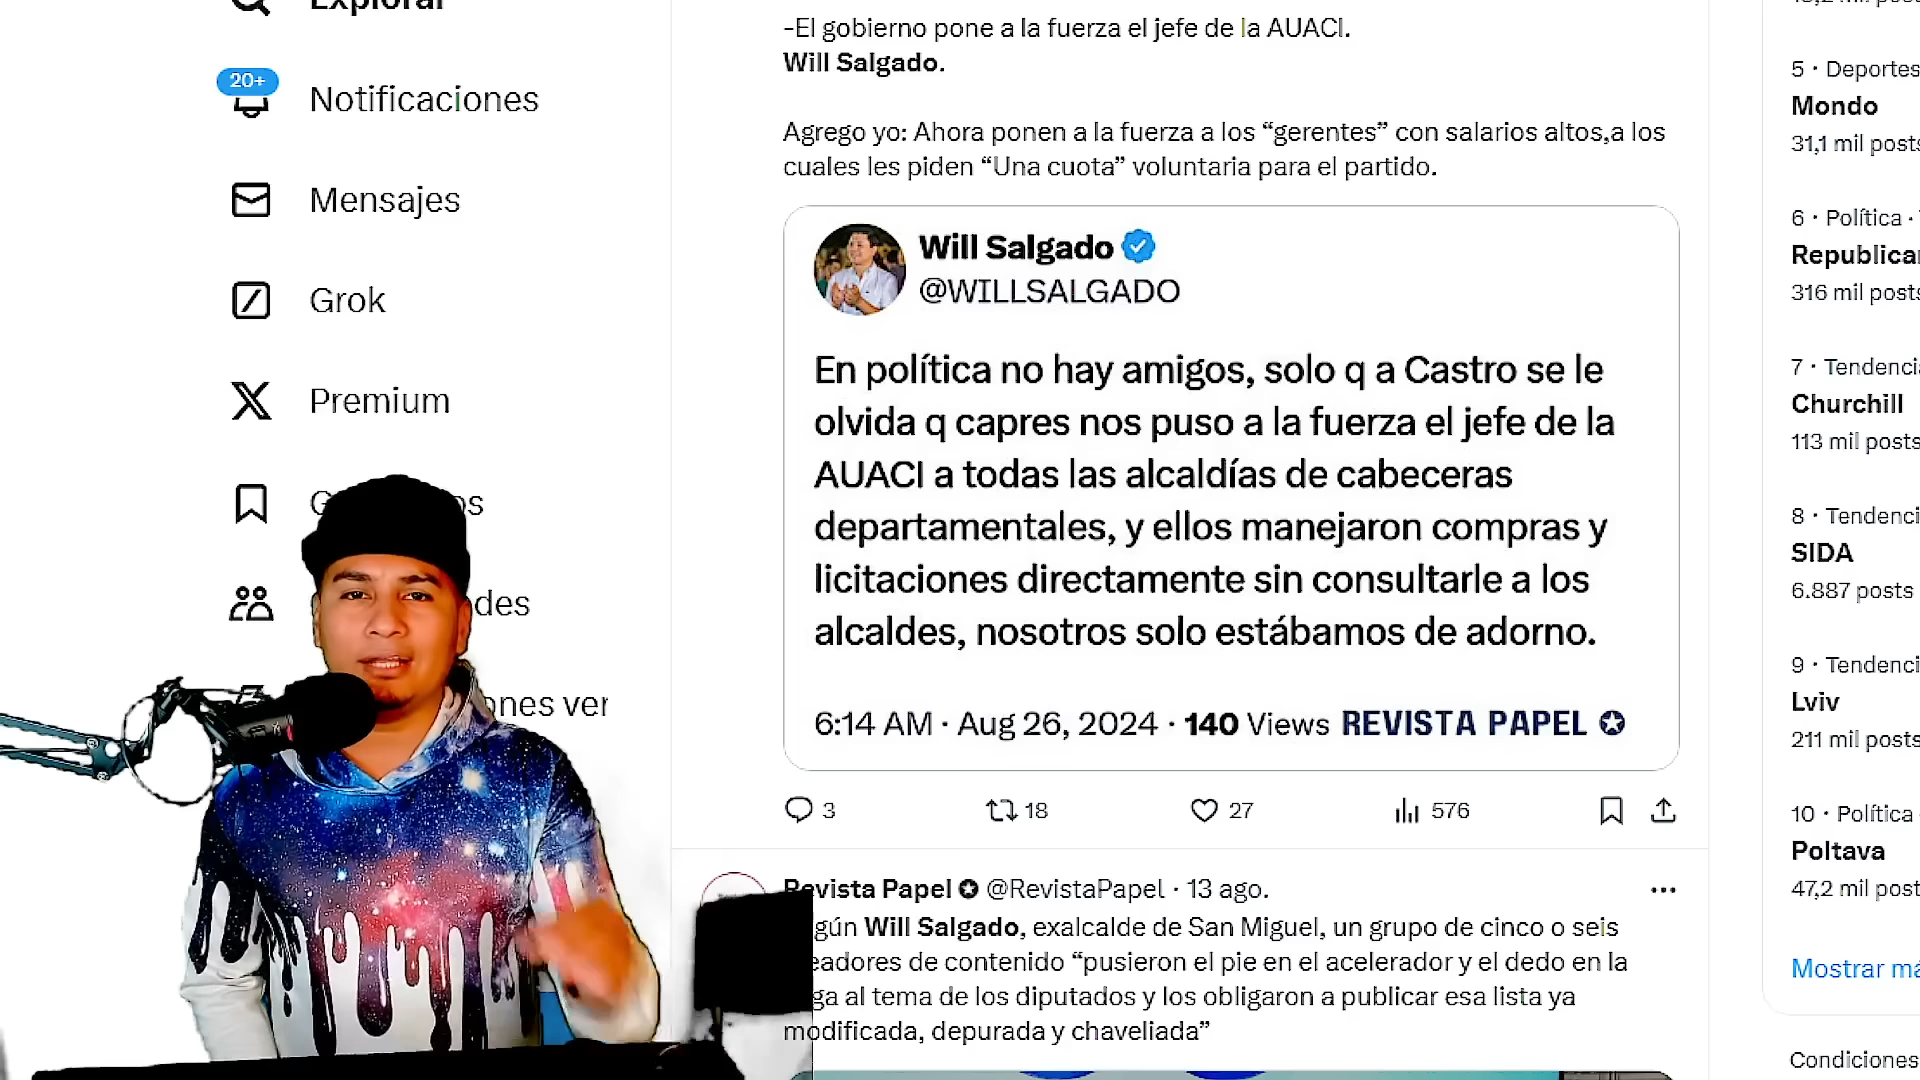 Explorar
20+
Notificaciones
Mensajes
Grok
Premium
-El gobierno pone a la fuerza el jefe de la AUACI.
Will Salgado.
Agrego yo: Ahora ponen a la fuerza a los “gerentes” con salarios altos,a los
cuales les piden “Una cuota” voluntaria para el partido.
Will Salgado
@WILLSALGADO
En política no hay amigos, solo q a Castro se le
olvida q capres nos puso a la fuerza el jefe de la
AUACI a todas las alcaldías de cabeceras
departamentales, y ellos manejaron compras y
licitaciones directamente sin consultarle a los
alcaldes, nosotros solo estábamos de adorno.
6:14 AM · Aug 26, 2024 · 140 Views REVISTA PAPEL
3 18 27 576
Revista Papel @RevistaPapel · 13 ago.
gún Will Salgado, exalcalde de San Miguel, un grupo de cinco o seis
eadores de contenido “pusieron el pie en el acelerador y el dedo en la
ga al tema de los diputados y los obligaron a publicar esa lista ya
modificada, depurada y chaveliada”
5 · Deportes
Mondo
31,1 mil posts
6 · Política ·
Republica
316 mil posts
7 · Tendenci
Churchill
113 mil posts
8 · Tendenci
SIDA
6.887 posts
9 · Tendenci
Lviv
211 mil posts
10 · Política
Poltava
47,2 mil post
Mostrar má
Condiciones